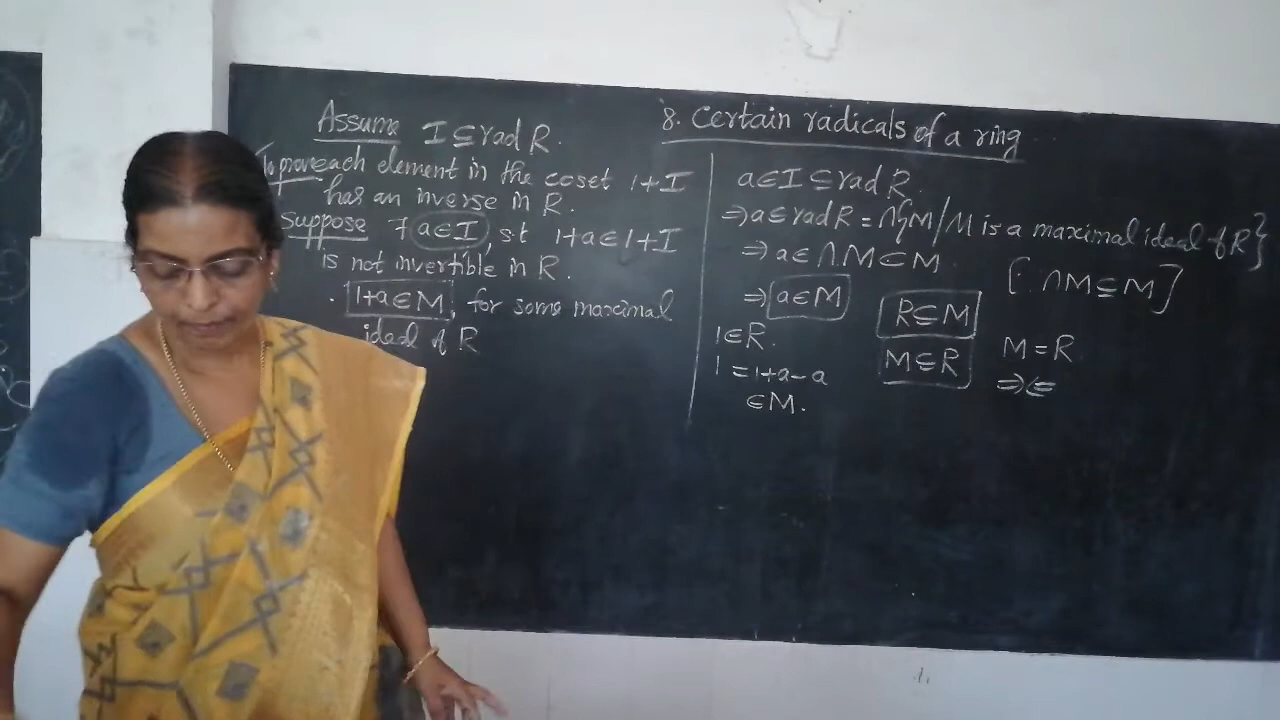 8. Certain radicals of a ring
Assume I ⊆ rad R.
To prove each element in the coset 1+I
has an inverse in R.
Suppose ∃ a∈I, s.t 1+a ∈ 1+I
is not invertible in R.
∴ 1+a ∈ M, for some maximal
ideal of R
a∈I ⊆ rad R.
⇒ a ∈ rad R = ∩{M/M is a maximal ideal of R}
⇒ a ∈ ∩M ⊆ M [∵ ∩M ⊆ M]
⇒ a∈M
1∈R.
1 = 1+a-a
∈M.
R⊆M
M⊆R
M = R
⇒⇐